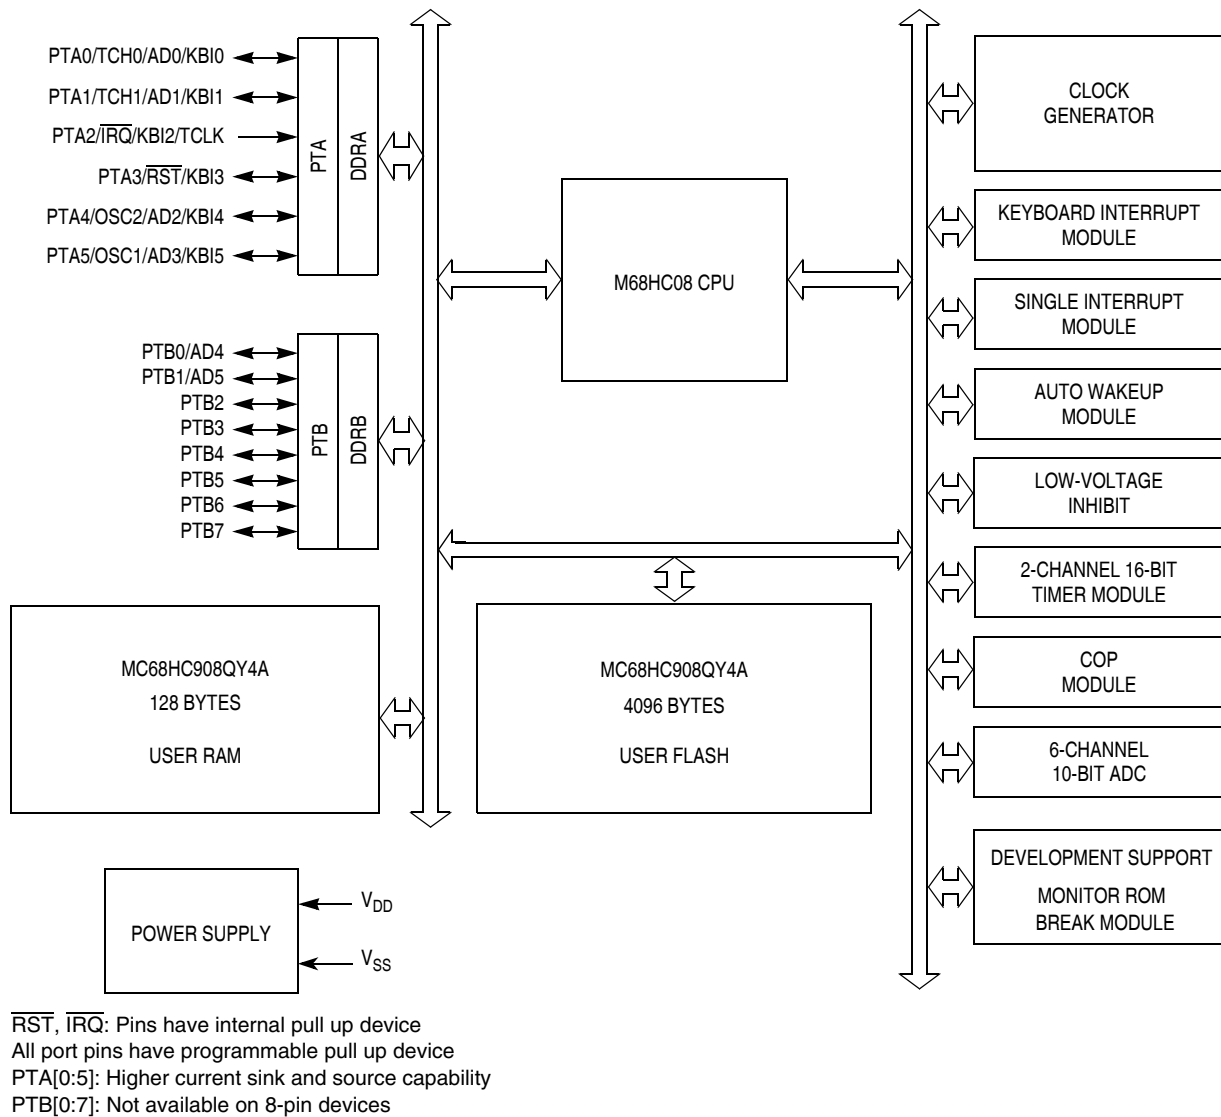 PTA0/TCH0/AD0/KBI0
PTA1/TCH1/AD1/KBI1
PTA2/IRQ/KBI2/TCLK
PTA3/RST/KBI3
PTA4/OSC2/AD2/KBI4
PTA5/OSC1/AD3/KBI5
PTA
DDRA
PTB0/AD4
PTB1/AD5
PTB2
PTB3
PTB4
PTB5
PTB6
PTB7
PTB
DDRB
M68HC08 CPU
CLOCK
GENERATOR
KEYBOARD INTERRUPT
MODULE
SINGLE INTERRUPT
MODULE
AUTO WAKEUP
MODULE
LOW-VOLTAGE
INHIBIT
2-CHANNEL 16-BIT
TIMER MODULE
COP
MODULE
6-CHANNEL
10-BIT ADC
DEVELOPMENT SUPPORT
MONITOR ROM
BREAK MODULE
MC68HC908QY4A
128 BYTES
USER RAM
MC68HC908QY4A
4096 BYTES
USER FLASH
POWER SUPPLY
VDD
VSS
RST, IRQ: Pins have internal pull up device
All port pins have programmable pull up device
PTA[0:5]: Higher current sink and source capability
PTB[0:7]: Not available on 8-pin devices